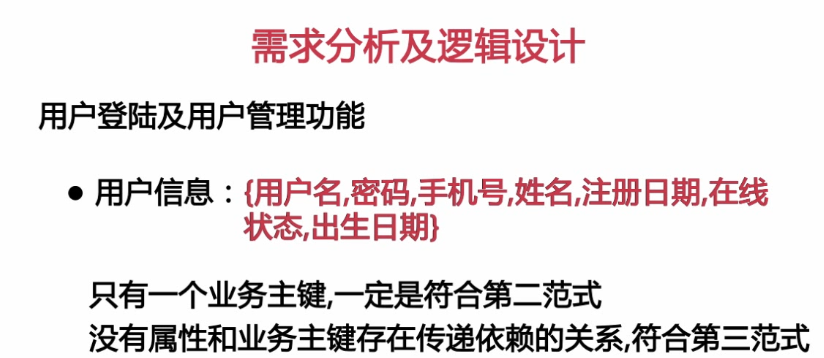 需求分析及逻辑设计
用户登陆及用户管理功能
● 用户信息：{用户名,密码,手机号,姓名,注册日期,在线
状态,出生日期}
只有一个业务主键,一定是符合第二范式
没有属性和业务主键存在传递依赖的关系,符合第三范式